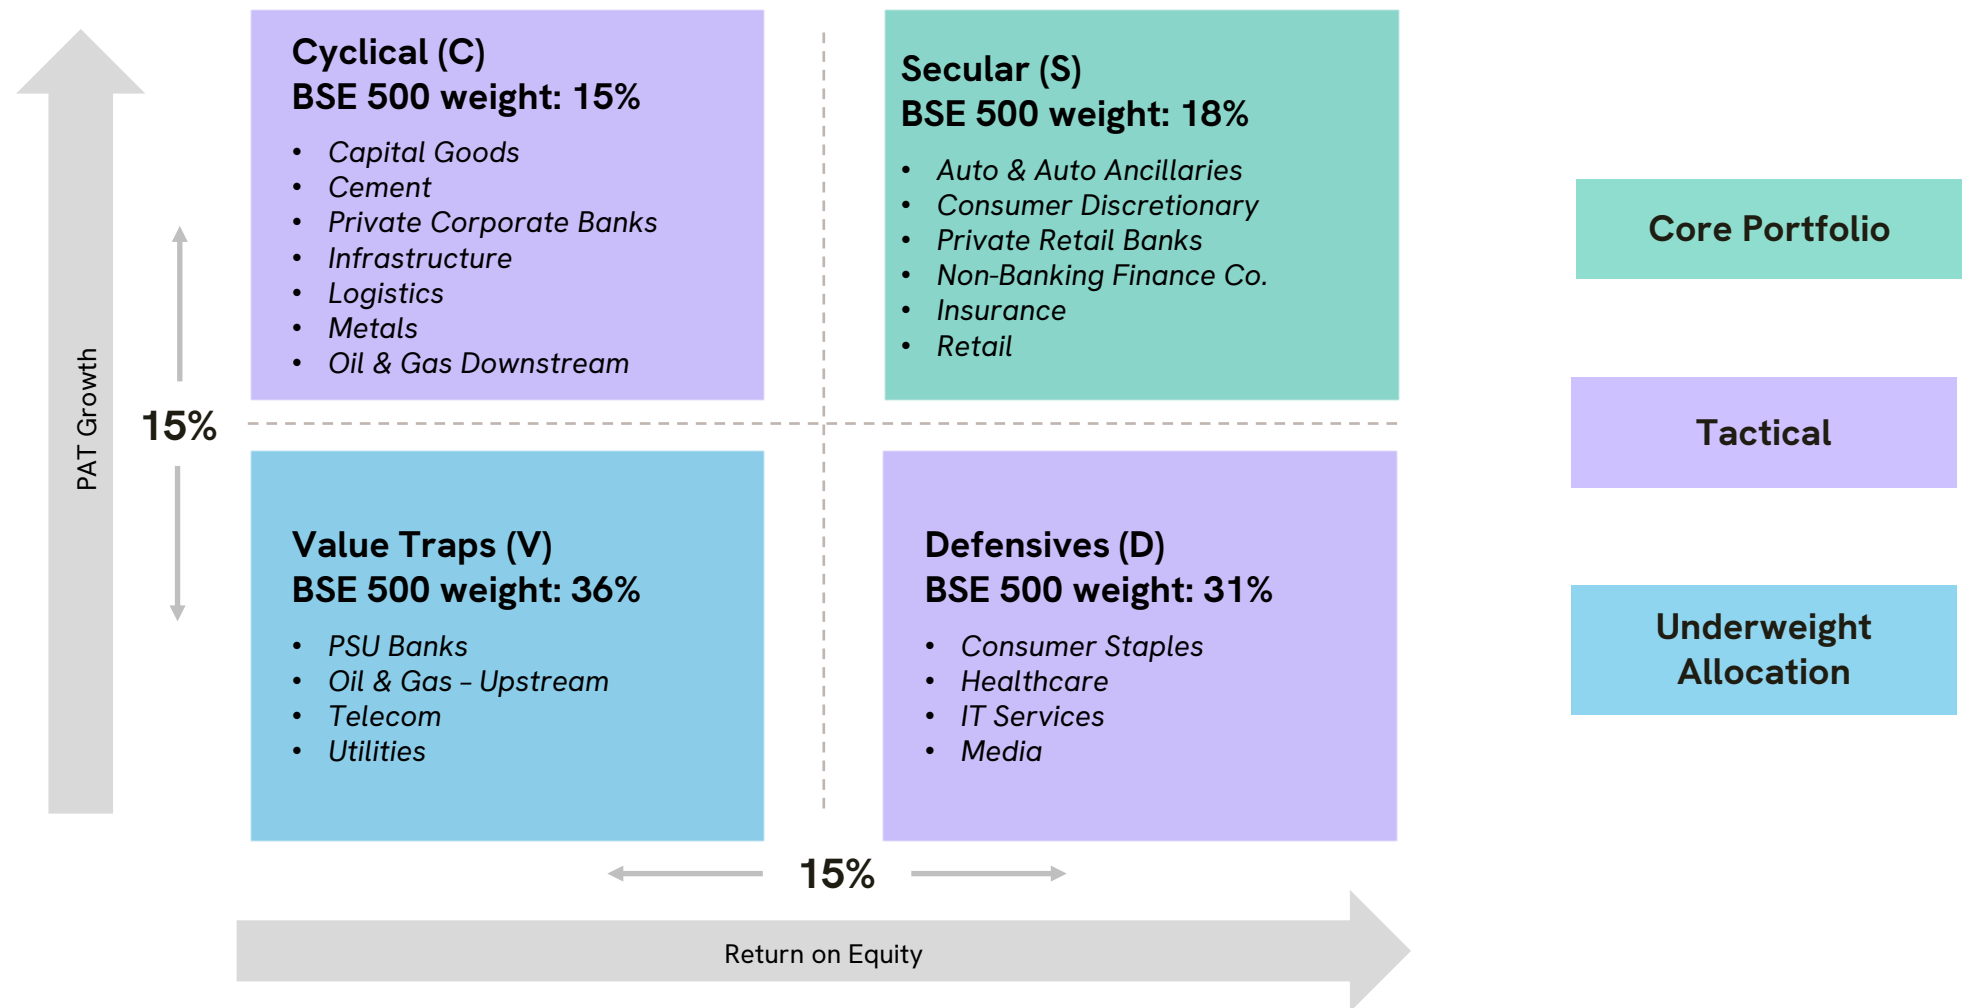 Cyclical (C)
BSE 500 weight: 15%
• Capital Goods
• Cement
• Private Corporate Banks
• Infrastructure
• Logistics
• Metals
• Oil & Gas Downstream
Secular (S)
BSE 500 weight: 18%
• Auto & Auto Ancillaries
• Consumer Discretionary
• Private Retail Banks
• Non-Banking Finance Co.
• Insurance
• Retail
Core Portfolio
Tactical
Underweight
Allocation
PAT Growth
15%
Value Traps (V)
BSE 500 weight: 36%
• PSU Banks
• Oil & Gas – Upstream
• Telecom
• Utilities
Defensives (D)
BSE 500 weight: 31%
• Consumer Staples
• Healthcare
• IT Services
• Media
15%
Return on Equity